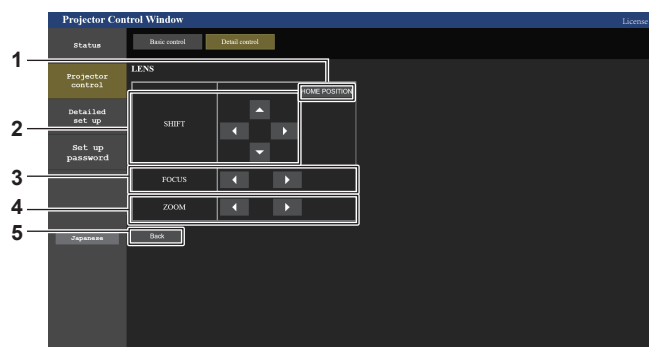 Projector Control Window
License
Status
Basic control
Detail control
1
LENS
Projector
control
HOME POSITION
Detailed
set up
2
SHIFT
Set up
password
3
FOCUS
4
ZOOM
5
Japanese
Back